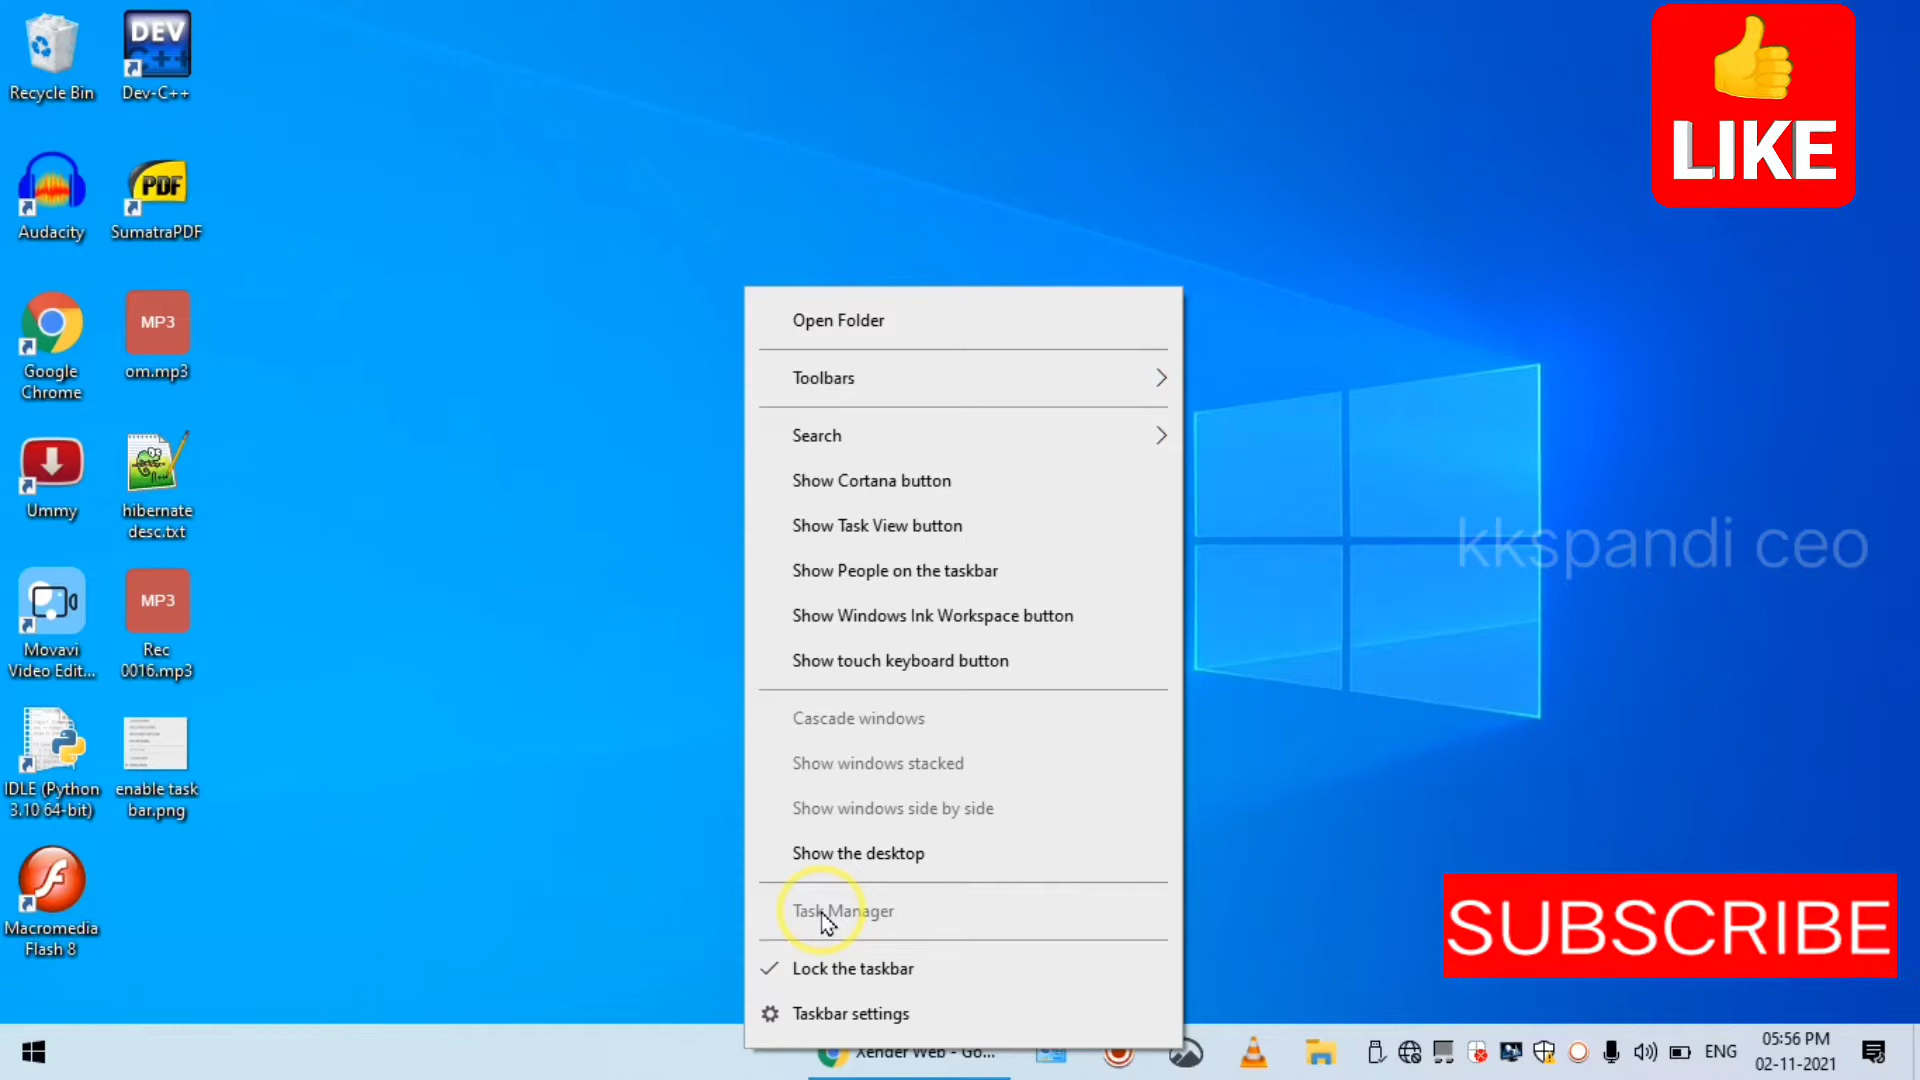 Recycle Bin
DEV
C++
Dev-C++
Audacity
PDF
SumatraPDF
Google
Chrome
MP3
om.mp3
Ummy
hibernate
desc.txt
Movavi
Video Edit...
MP3
Rec
0016.mp3
IDLE (Python
3.10 64-bit)
enable task
bar.png
Macromedia
Flash 8
Open Folder
Toolbars
Search
Show Cortana button
Show Task View button
Show People on the taskbar
Show Windows Ink Workspace button
Show touch keyboard button
Cascade windows
Show windows stacked
Show windows side by side
Show the desktop
Task Manager
Lock the taskbar
Taskbar settings
LIKE
kkspandi ceo
SUBSCRIBE
Xender Web - Go...
ENG
05:56 PM
02-11-2021